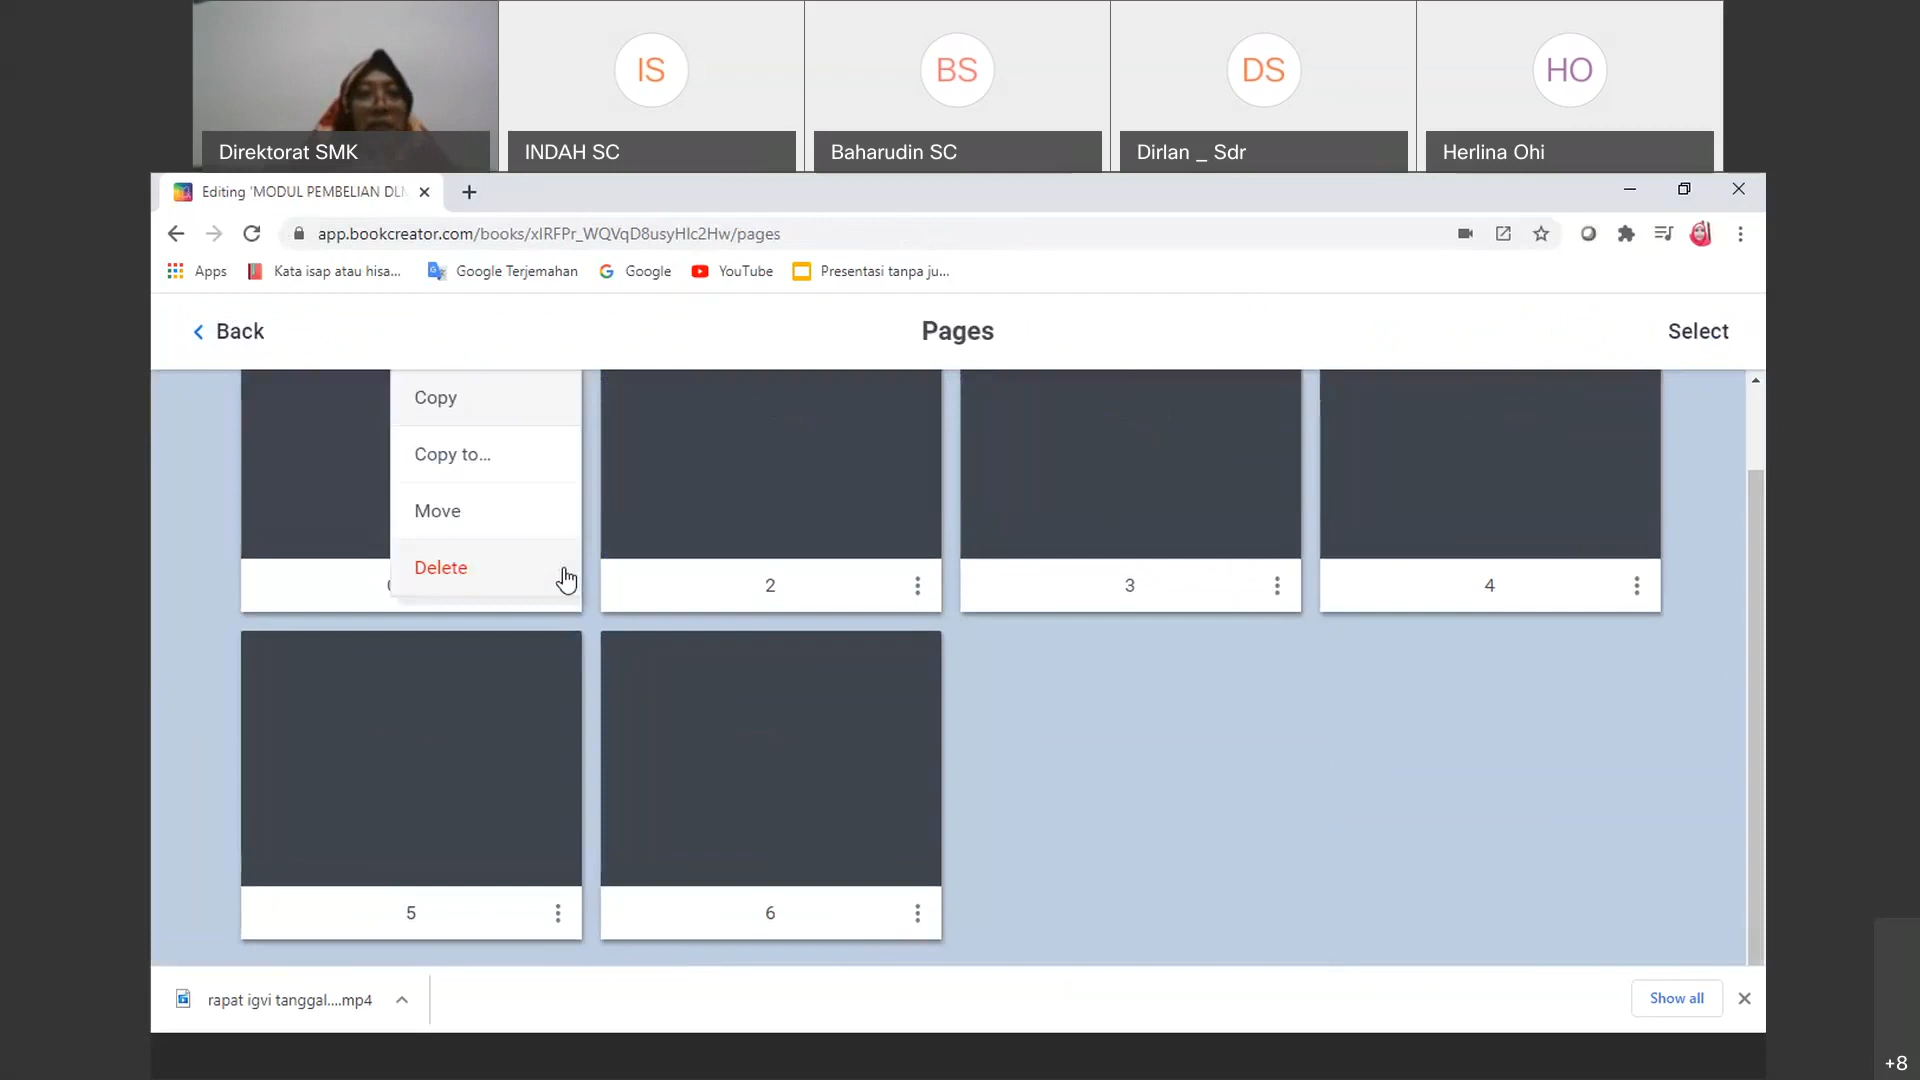 IS
BS
DS
HO
Direktorat SMK
INDAH SC
Baharudin SC
Dirlan _ Sdr
Herlina Ohi
Editing 'MODUL PEMBELIAN DLM
app.bookcreator.com/books/xIRFPr_WQVqD8usyHlc2Hw/pages
Apps
Kata isap atau hisa...
Google Terjemahan
Google
YouTube
Presentasi tanpa ju...
Back
Pages
Select
Copy
Copy to...
Move
Delete
2
3
4
5
6
rapat igvi tanggal....mp4
Show all
+8